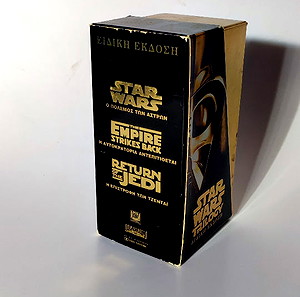 ΕΙΔΙΚΗ ΕΚΔΟΣΗ
STAR
WARS
Ο ΠΟΛΕΜΟΣ ΤΩΝ ΑΣΤΡΩΝ
THE
EMPIRE
STRIKES BACK
Η ΑΥΤΟΚΡΑΤΟΡΙΑ ΑΝΤΕΠΙΤΙΘΕΤΑΙ
RETURN
OF THE JEDI
Η ΕΠΙΣΤΡΟΦΗ ΤΩΝ ΤΖΕΝΤΑΙ
STAR
WARS
TRILOGY